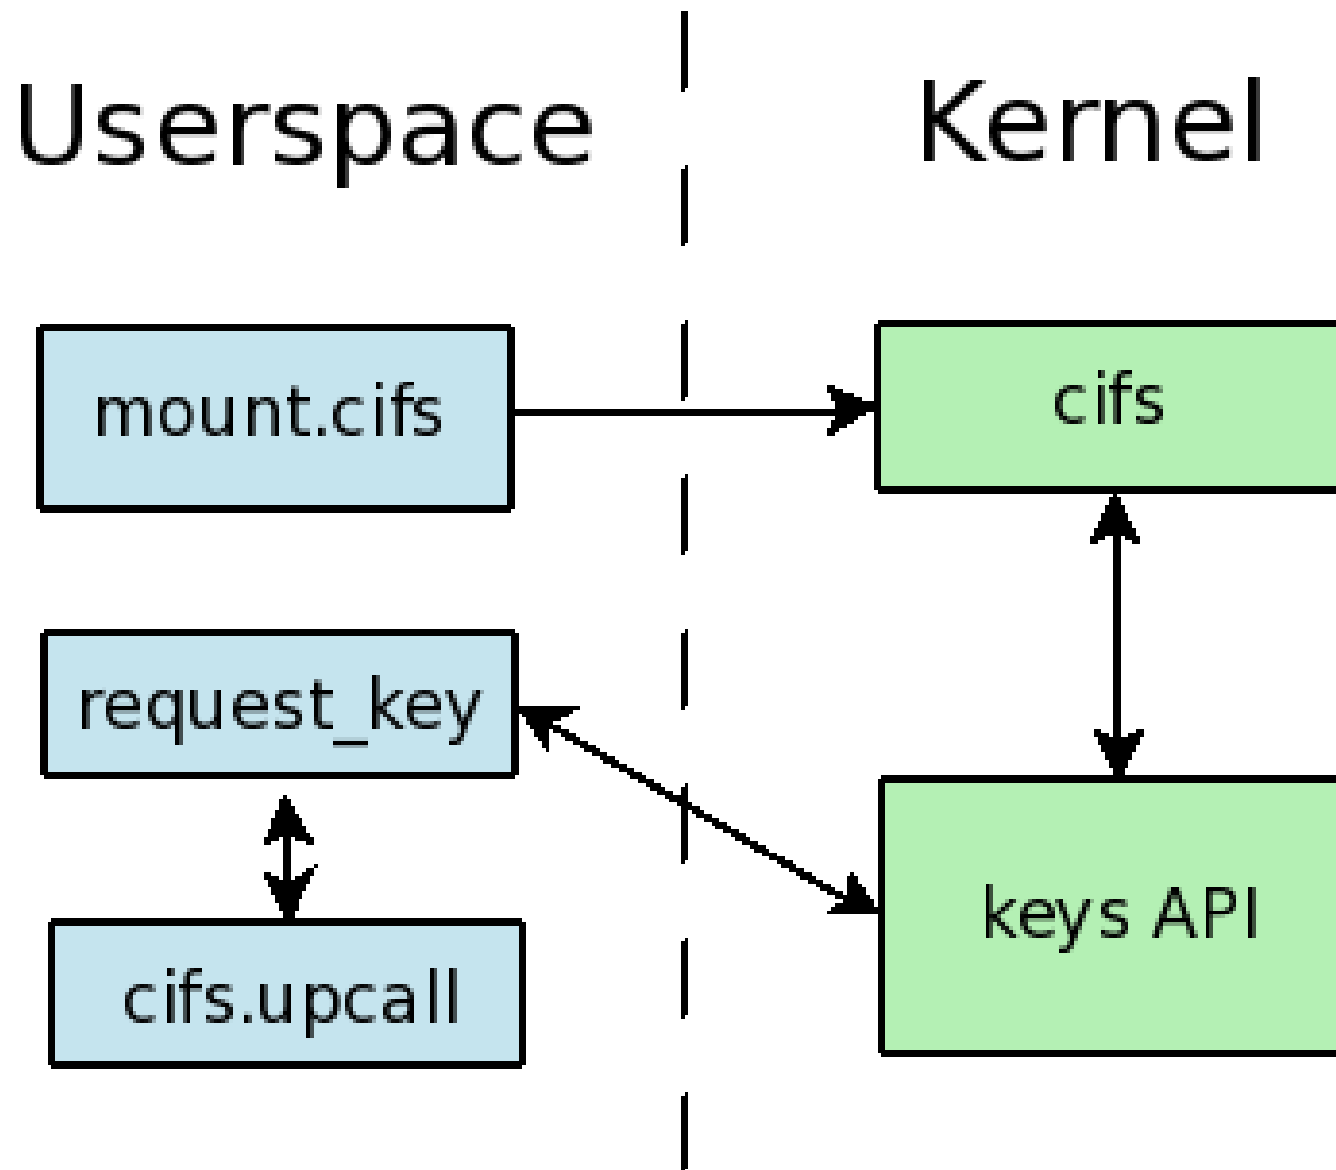 Userspace
Kernel
mount.cifs
cifs
request_key
keys API
cifs.upcall